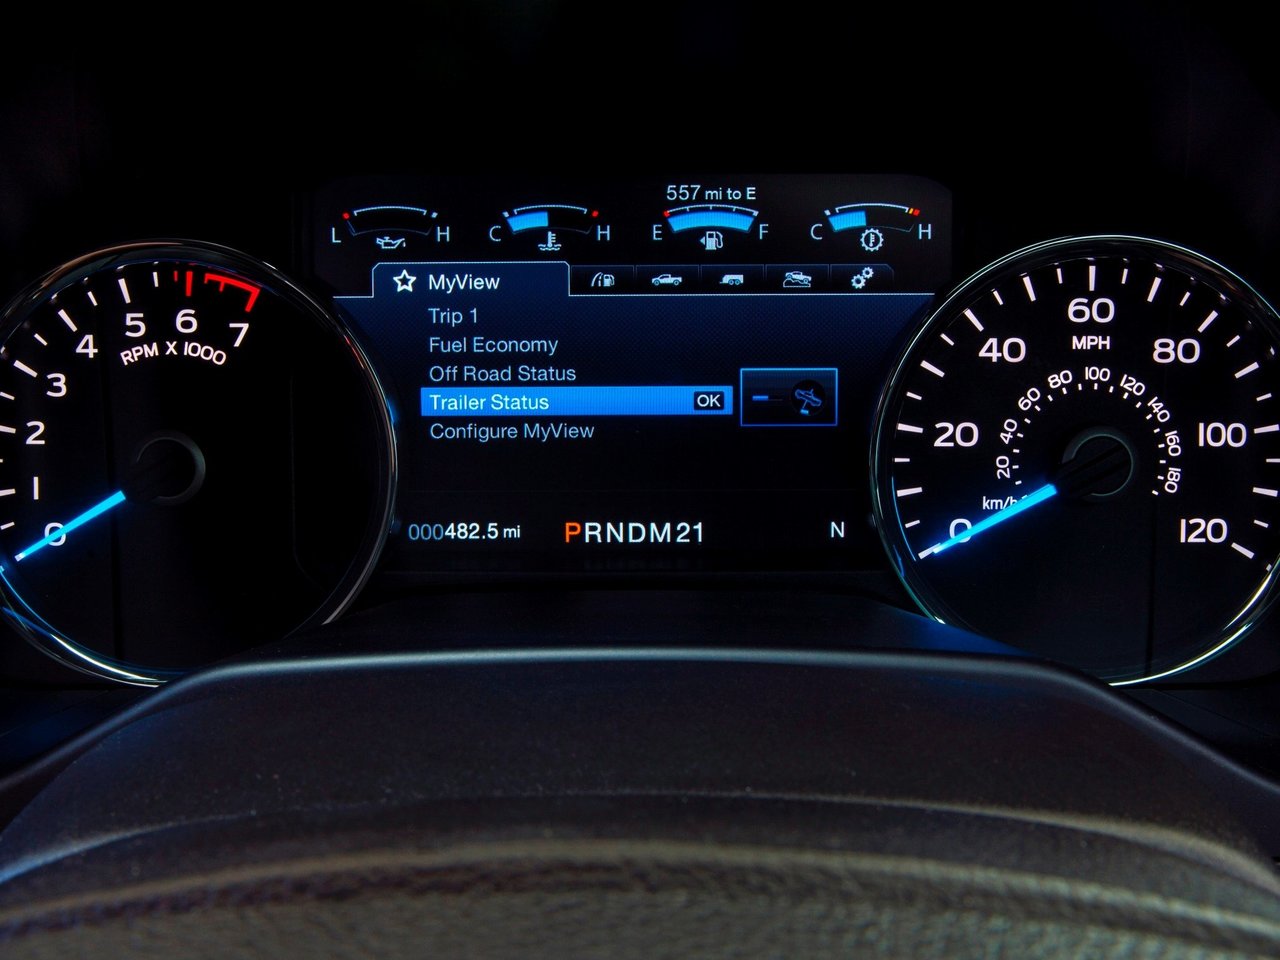 557 mi to E
L H
C H
E F
C H
MyView
Trip 1
Fuel Economy
Off Road Status
Trailer Status OK
Configure MyView
000482.5 mi PRNDM21 N
0 1 2 3 4 5 6 7
RPM X 1000
0 20 40 60 80 100 120
MPH
20 40 60 80 100 120 140 160 180
km/h